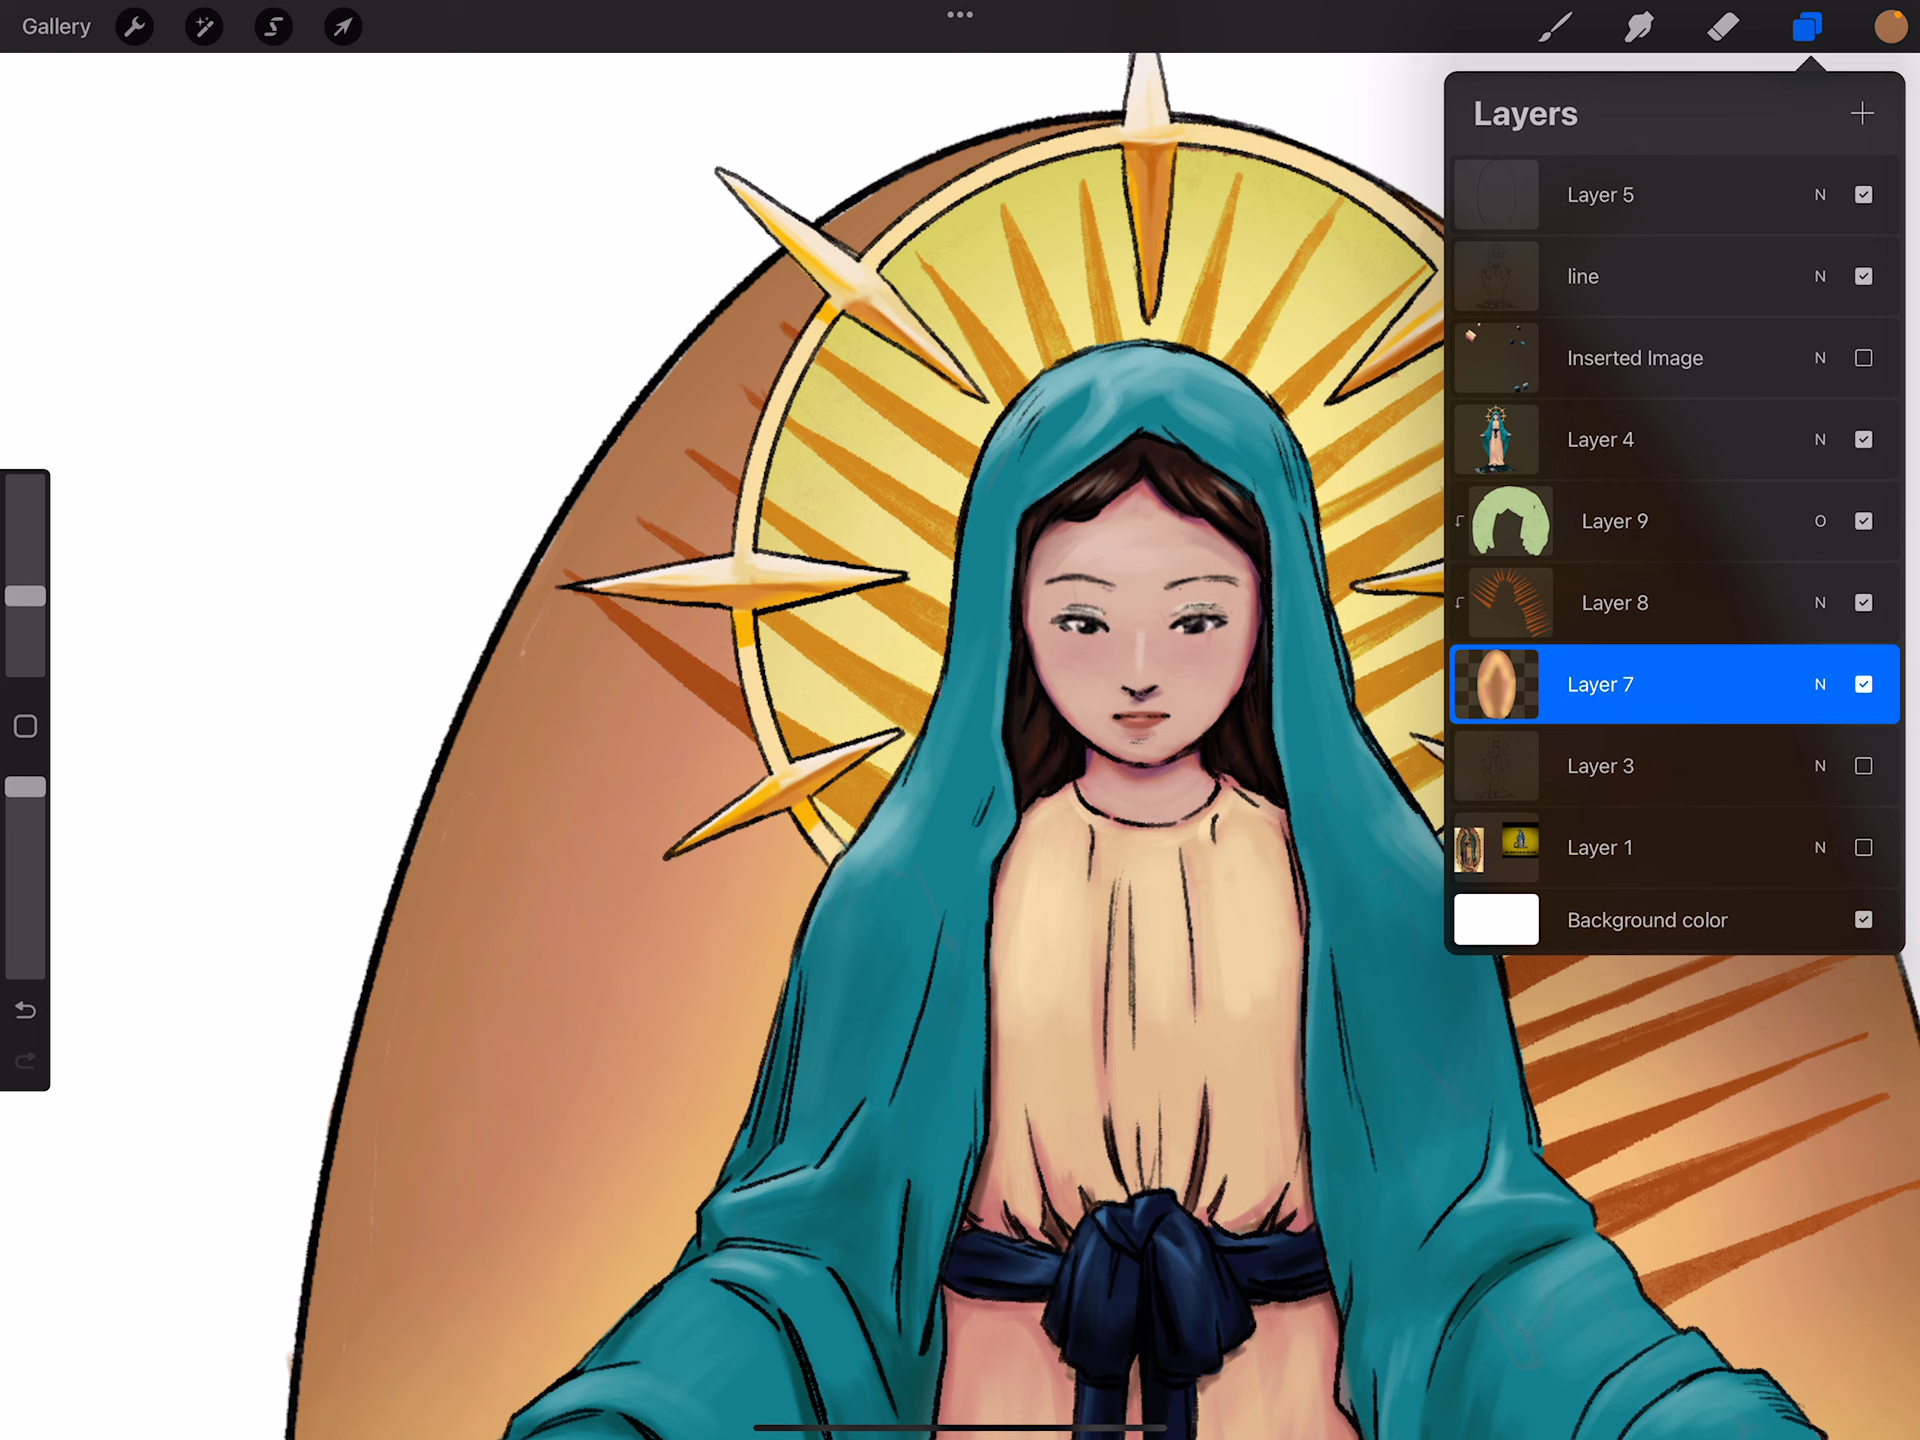 Gallery
Layers
Layer 5 N
line N
Inserted Image N
Layer 4 N
Layer 9 O
Layer 8 N
Layer 7 N
Layer 3 N
Layer 1 N
Background color